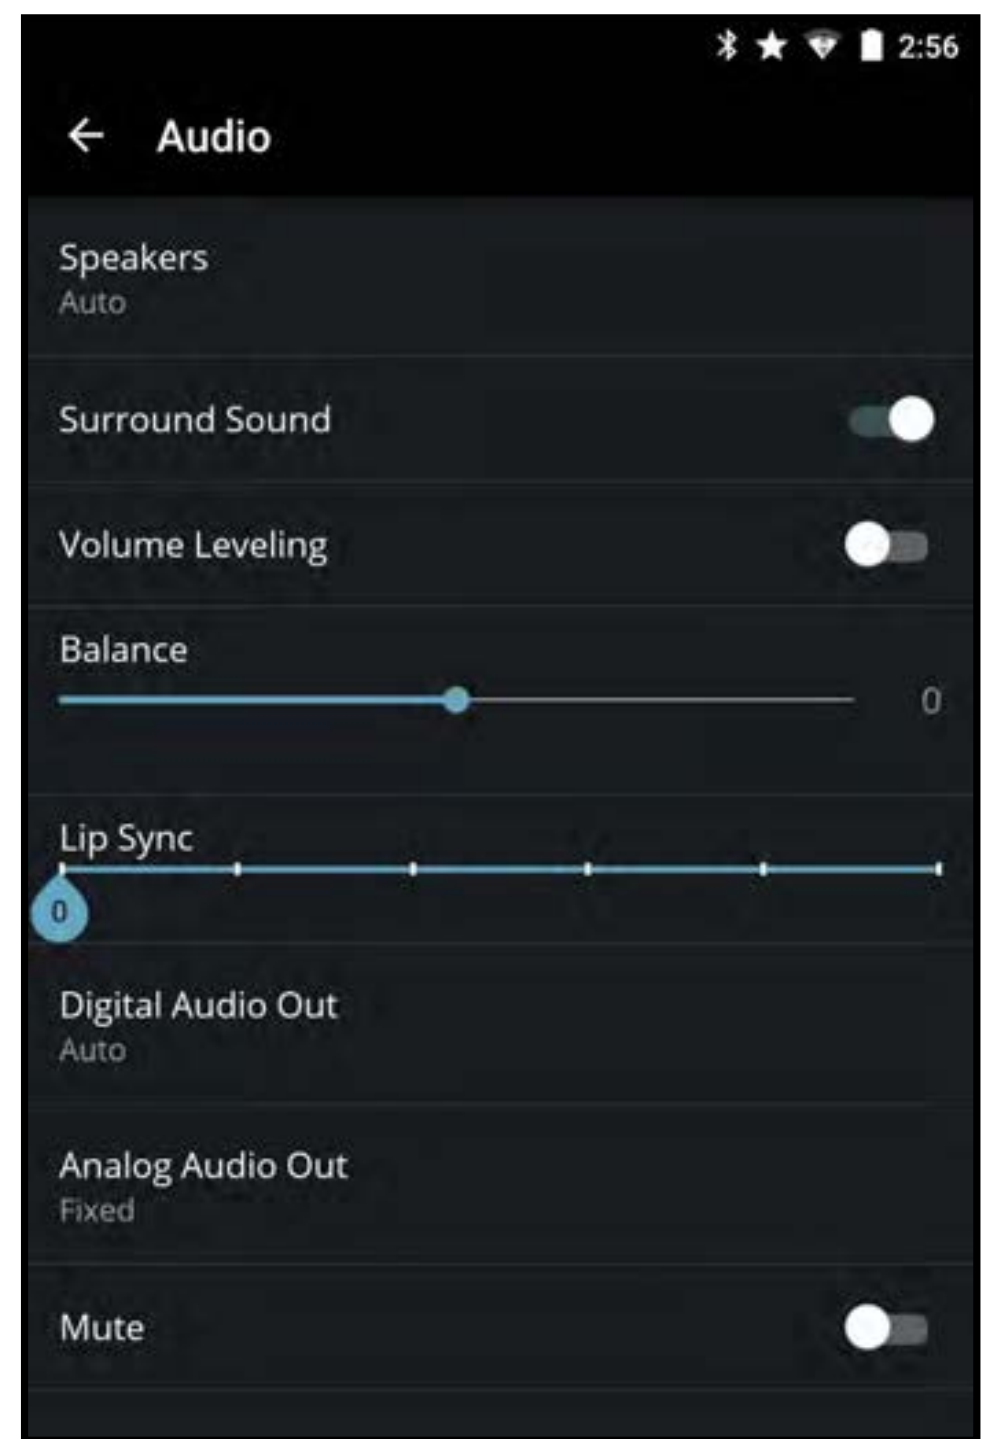 2:56
Audio
Speakers
Auto
Surround Sound
Volume Leveling
Balance
0
Lip Sync
0
Digital Audio Out
Auto
Analog Audio Out
Fixed
Mute